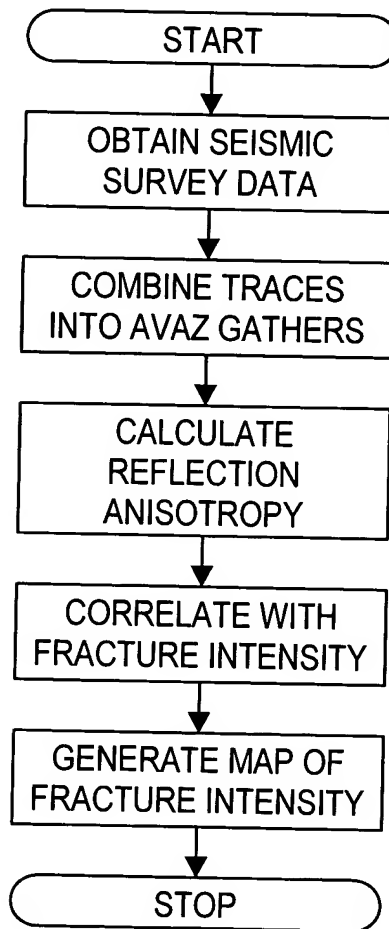 START
OBTAIN SEISMIC
SURVEY DATA
COMBINE TRACES
INTO AVAZ GATHERS
CALCULATE
REFLECTION
ANISOTROPY
CORRELATE WITH
FRACTURE INTENSITY
GENERATE MAP OF
FRACTURE INTENSITY
STOP